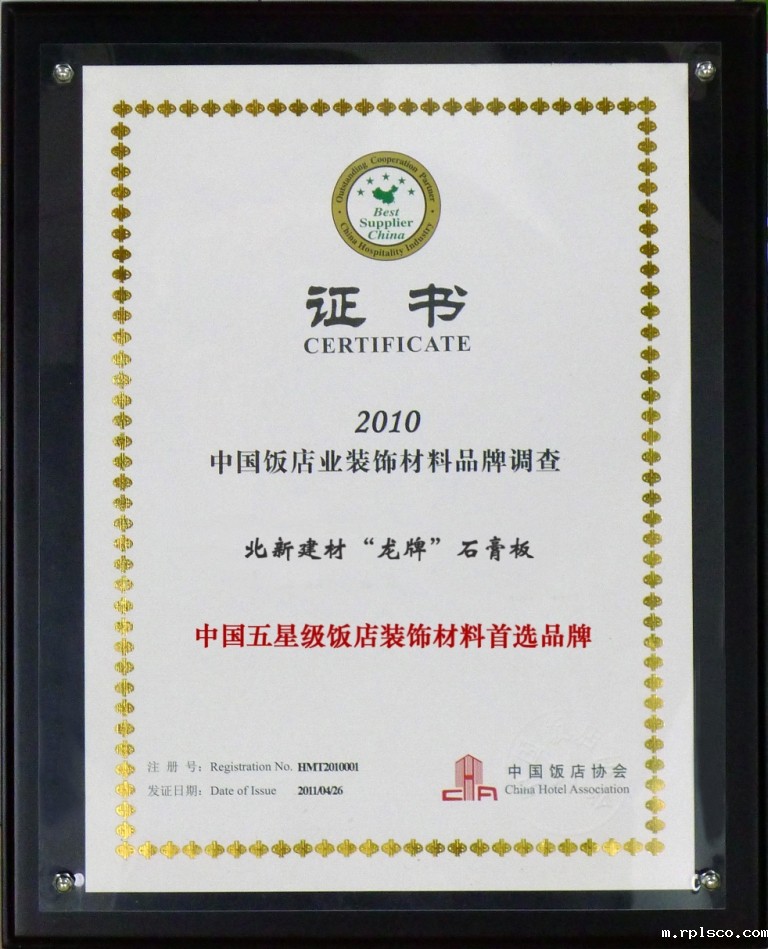 Outstanding Cooperation Partner
Best
Supplier
China
China Hospitality Industry
证 书
CERTIFICATE
2010
中国饭店业装饰材料品牌调查
北新建材“龙牌”石膏板
中国五星级饭店装饰材料首选品牌
注 册 号：Registration No. HMT2010001
发证日期：Date of Issue 2011/04/26
CHA
中国饭店协会
China Hotel Association
m.rplsco.com